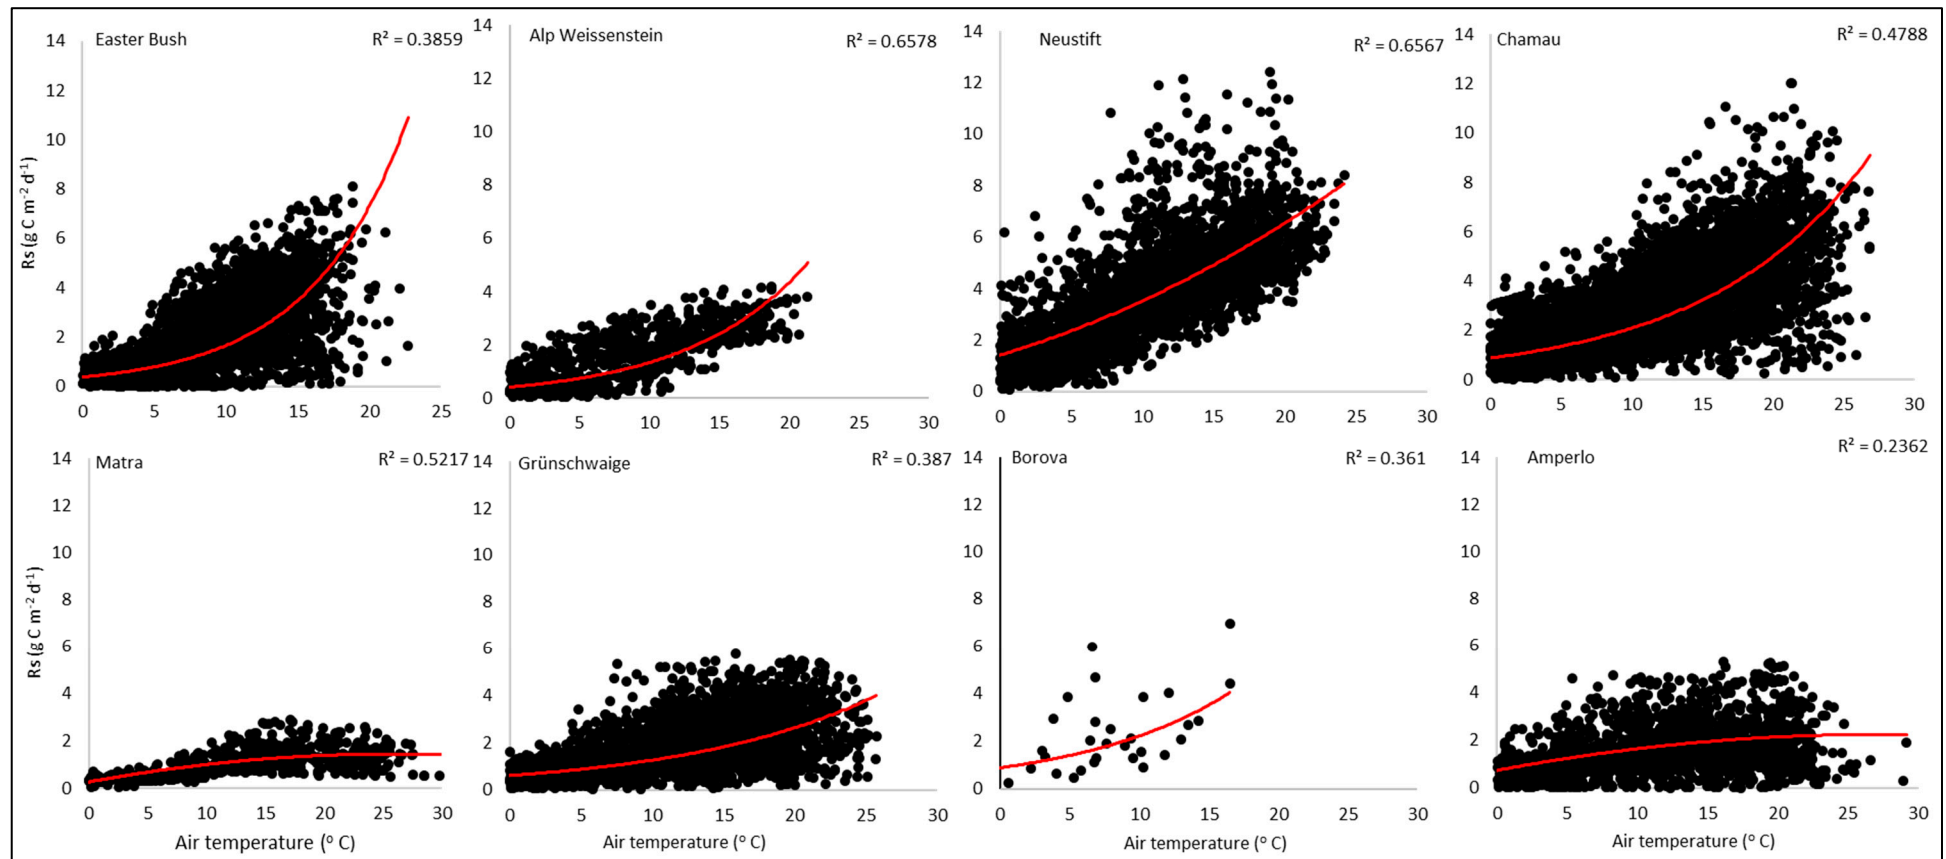 Easter Bush
R² = 0.3859
Alp Weissenstein
R² = 0.6578
Neustift
R² = 0.6567
Chamau
R² = 0.4788
Rs (g C m⁻² d⁻¹)
14
12
10
8
6
4
2
0
0 5 10 15 20 25
14
12
10
8
6
4
2
0
0 5 10 15 20 25 30
14
12
10
8
6
4
2
0
0 5 10 15 20 25 30
14
12
10
8
6
4
2
0
0 5 10 15 20 25 30
Matra
R² = 0.5217
Grünschwaige
R² = 0.387
Borova
R² = 0.361
Amperlo
R² = 0.2362
Rs (g C m⁻² d⁻¹)
14
12
10
8
6
4
2
0
0 5 10 15 20 25 30
Air temperature (° C)
14
12
10
8
6
4
2
0
0 5 10 15 20 25 30
Air temperature (° C)
14
12
10
8
6
4
2
0
0 5 10 15 20 25 30
Air temperature (° C)
14
12
10
8
6
4
2
0
0 5 10 15 20 25 30
Air temperature (° C)